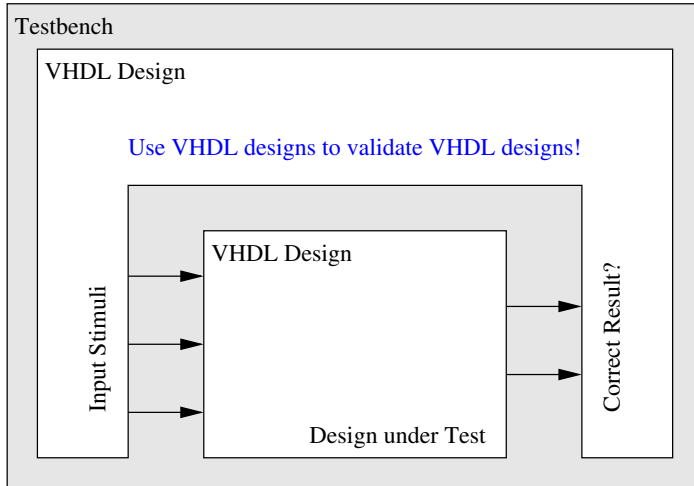 Testbench
VHDL Design
Use VHDL designs to validate VHDL designs!
VHDL Design
Input Stimuli
Correct Result?
Design under Test